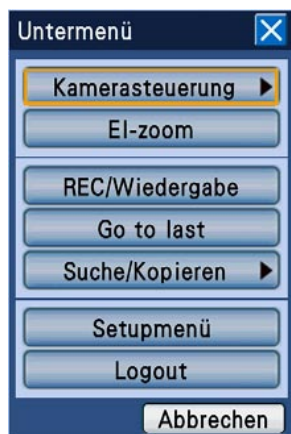 Untermenü
Kamerasteuerung
El-zoom
REC/Wiedergabe
Go to last
Suche/Kopieren
Setupmenü
Logout
Abbrechen